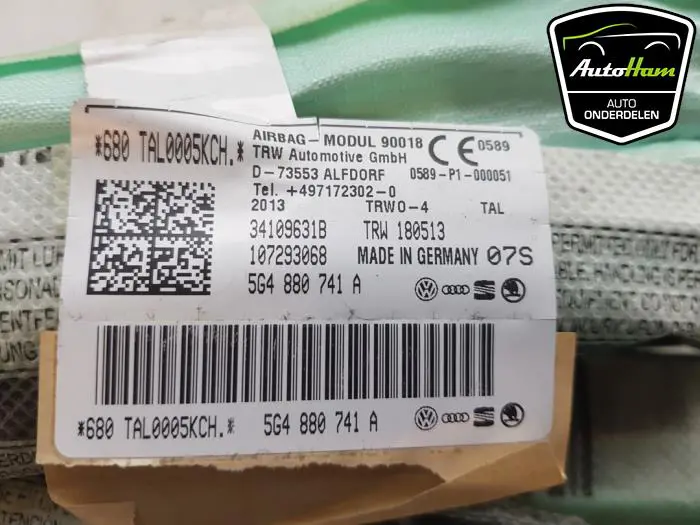 AutoHam
AUTO
ONDERDELEN
*680 TAL0005KCH.*
AIRBAG-MODUL 90018 CE 0589
TRW Automotive GmbH
D-73553 ALFDORF 0589-P1-000051
Tel. +497172302-0
2013 TRWO-4 TAL
34109631B TRW 180513
107293068 MADE IN GERMANY 07S
5G4 880 741 A
*680 TAL0005KCH.* 5G4 880 741 A